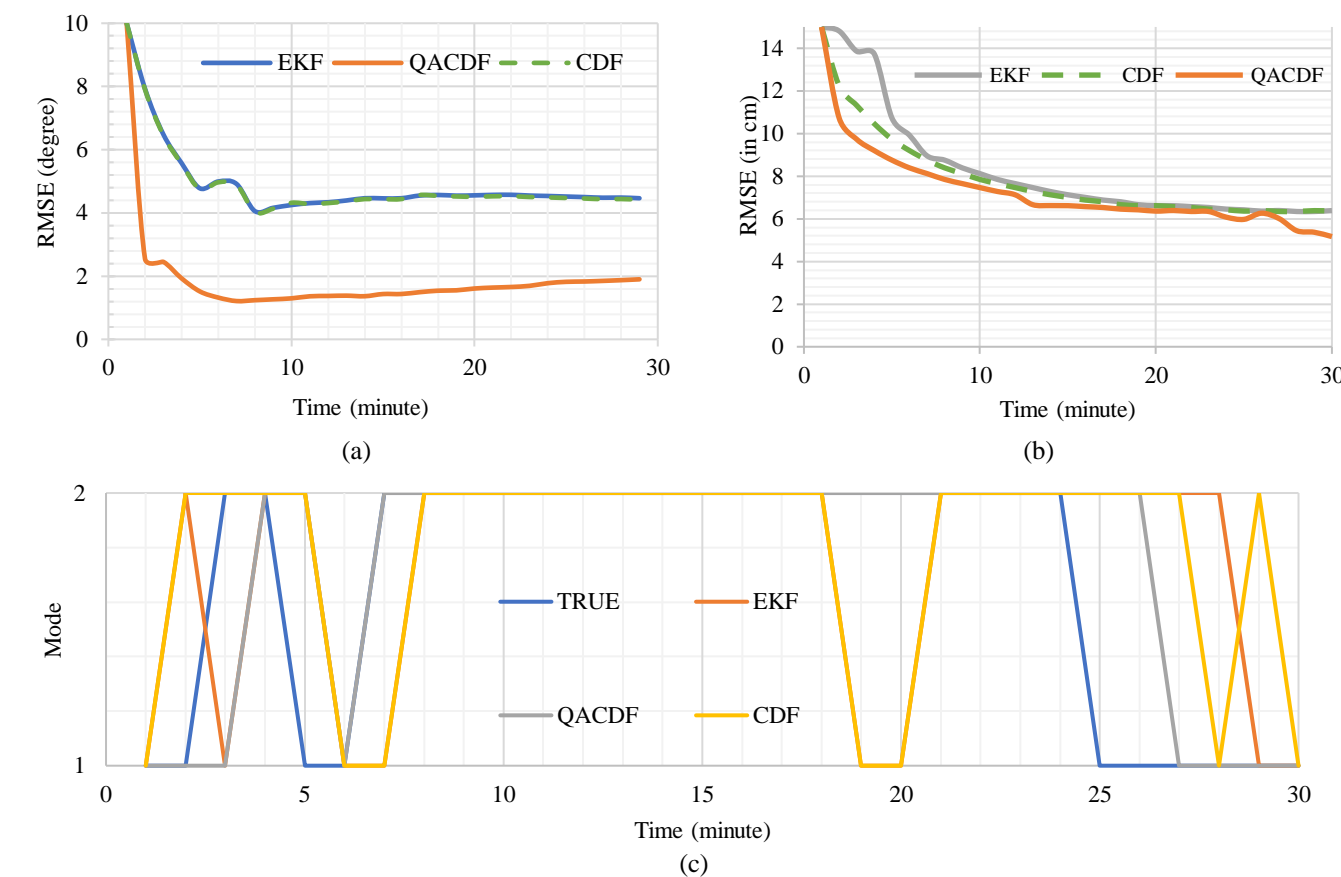 10
8
6
4
2
0
RMSE (degree)
EKF QACDF CDF
0 10 20 30
Time (minute)
(a)
14
12
10
8
6
4
2
0
RMSE (in cm)
EKF CDF QACDF
0 10 20 30
Time (minute)
(b)
2
1
Mode
TRUE EKF
QACDF CDF
0 5 10 15 20 25 30
Time (minute)
(c)